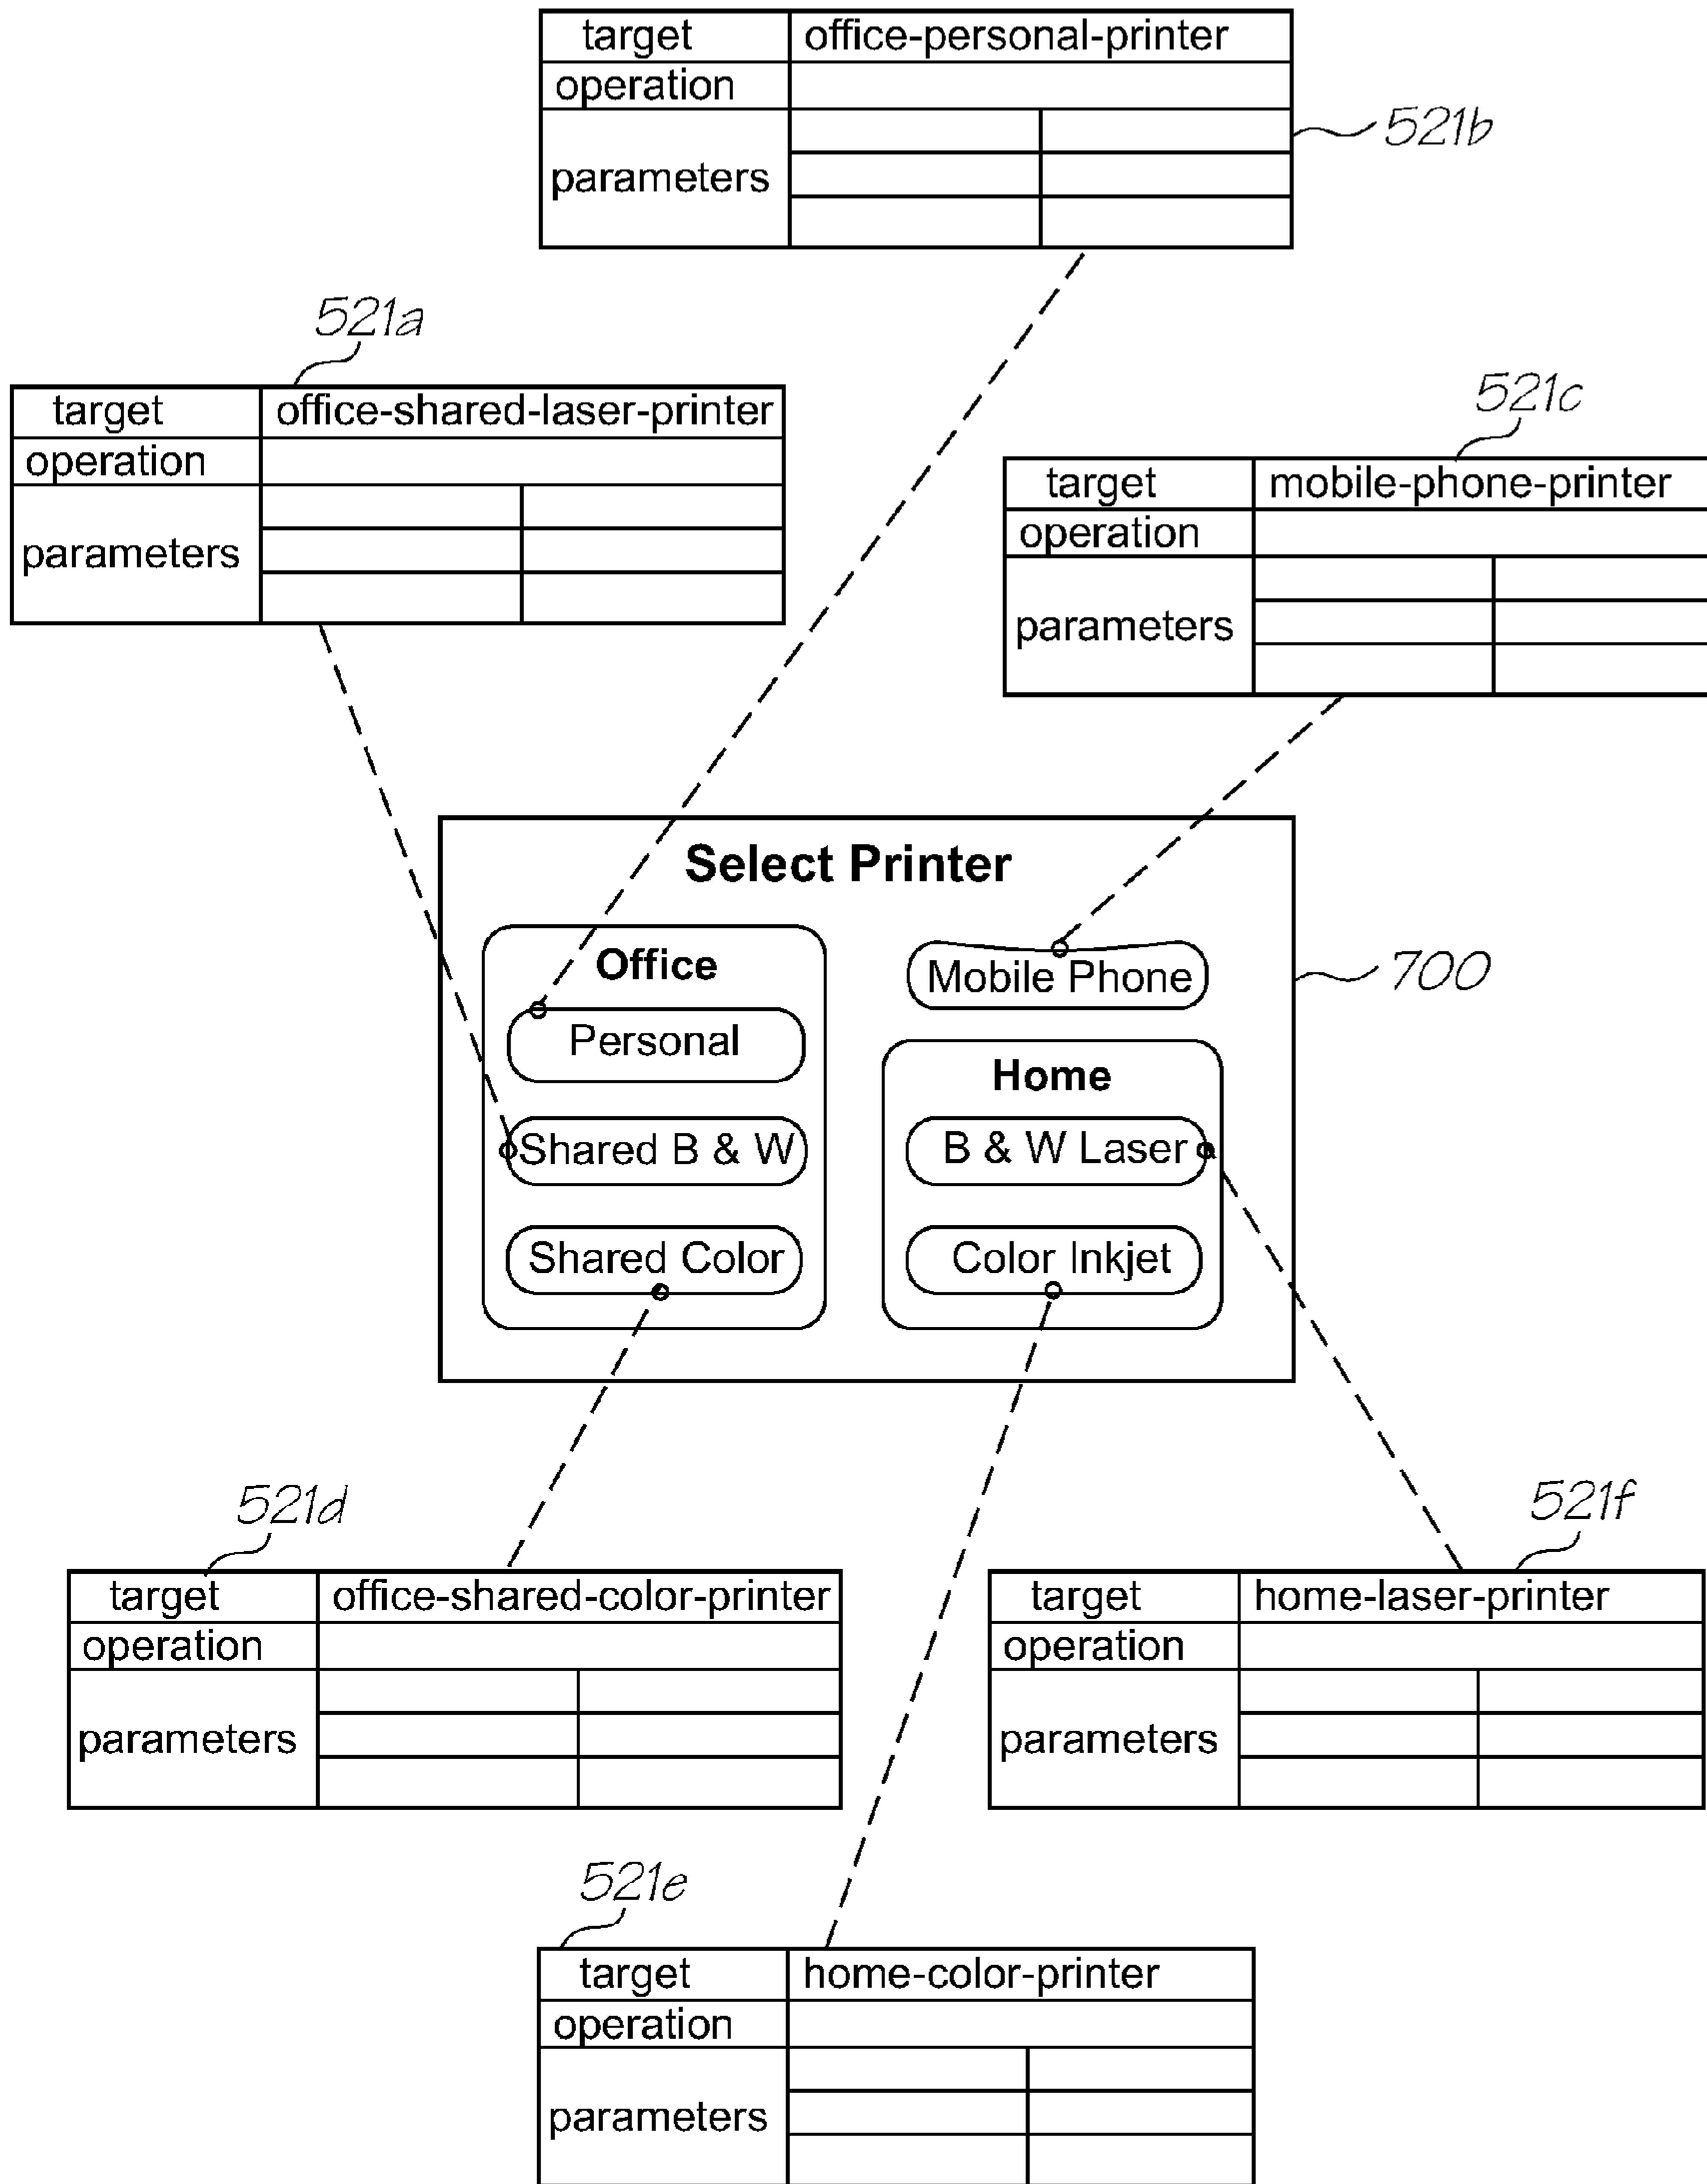 target office-personal-printer
operation
parameters
521b
521a
target office-shared-laser-printer
operation
parameters
521c
target mobile-phone-printer
operation
parameters
Select Printer
Office
Personal
Shared B & W
Shared Color
Mobile Phone
Home
B & W Laser
Color Inkjet
700
521d
target office-shared-color-printer
operation
parameters
521f
target home-laser-printer
operation
parameters
521e
target home-color-printer
operation
parameters